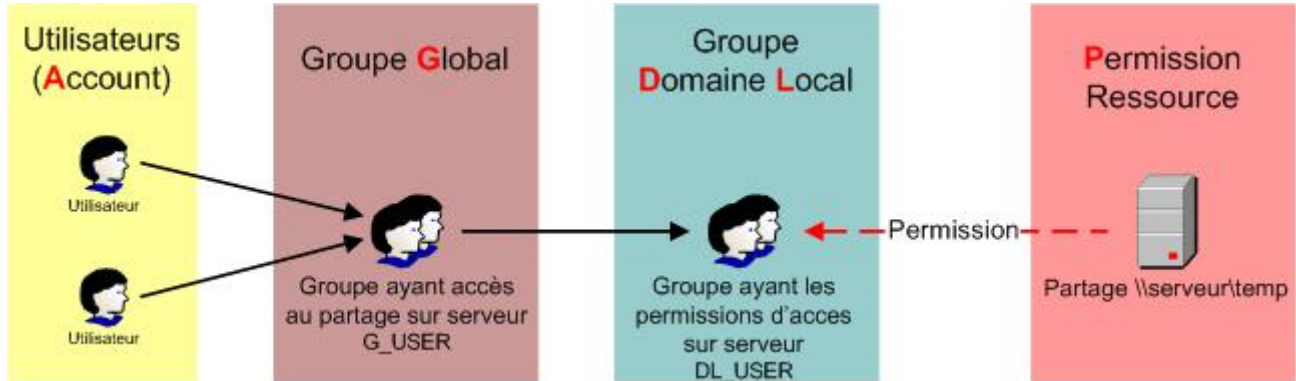 Utilisateurs
(Account)
Utilisateur
Utilisateur
Groupe Global
Groupe ayant accès
au partage sur serveur
G_USER
Groupe
Domaine Local
Groupe ayant les
permissions d'acces
sur serveur
DL_USER
Permission
Permission
Ressource
Partage \\serveur\temp